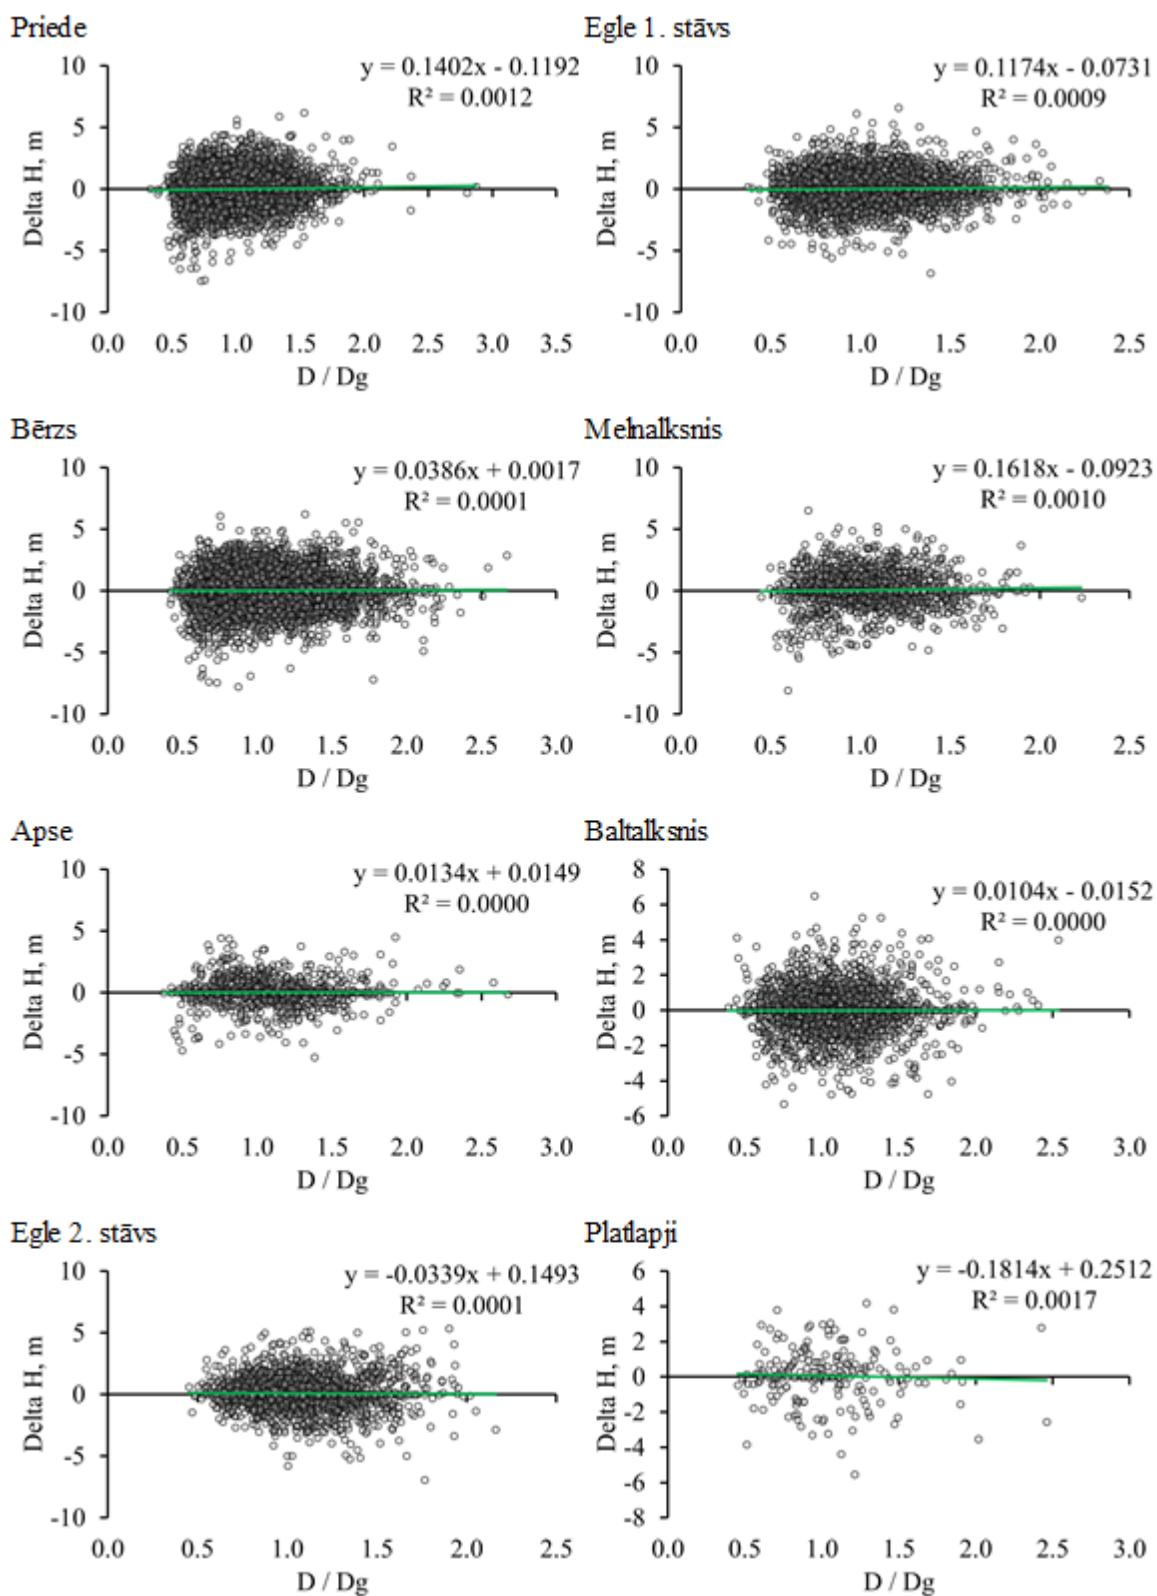 Priede
y = 0.1402x - 0.1192
R² = 0.0012
10
5
0
-5
-10
Delta H, m
0.0 0.5 1.0 1.5 2.0 2.5 3.0 3.5
D / Dg
Egle 1. stāvs
y = 0.1174x - 0.0731
R² = 0.0009
10
5
0
-5
-10
Delta H, m
0.0 0.5 1.0 1.5 2.0 2.5
D / Dg
Bērzs
y = 0.0386x + 0.0017
R² = 0.0001
10
5
0
-5
-10
Delta H, m
0.0 0.5 1.0 1.5 2.0 2.5 3.0
D / Dg
Melnalksnis
y = 0.1618x - 0.0923
R² = 0.0010
10
5
0
-5
-10
Delta H, m
0.0 0.5 1.0 1.5 2.0 2.5
D / Dg
Apse
y = 0.0134x + 0.0149
R² = 0.0000
10
5
0
-5
-10
Delta H, m
0.0 0.5 1.0 1.5 2.0 2.5 3.0
D / Dg
Baltalksnis
y = 0.0104x - 0.0152
R² = 0.0000
8
6
4
2
0
-2
-4
-6
Delta H, m
0.0 0.5 1.0 1.5 2.0 2.5 3.0
D / Dg
Egle 2. stāvs
y = -0.0339x + 0.1493
R² = 0.0001
10
5
0
-5
-10
Delta H, m
0.0 0.5 1.0 1.5 2.0 2.5
D / Dg
Platlapji
y = -0.1814x + 0.2512
R² = 0.0017
6
4
2
0
-2
-4
-6
-8
Delta H, m
0.0 0.5 1.0 1.5 2.0 2.5 3.0
D / Dg